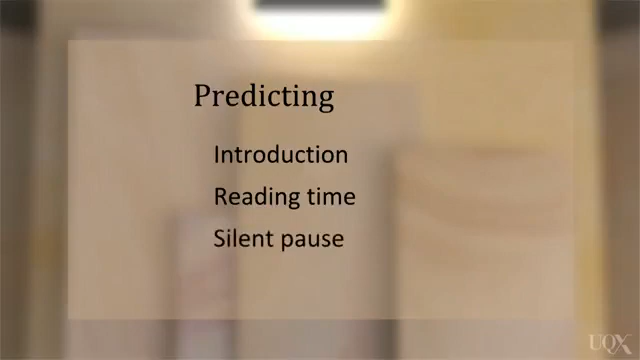 Predicting
Introduction
Reading time
Silent pause
UQX